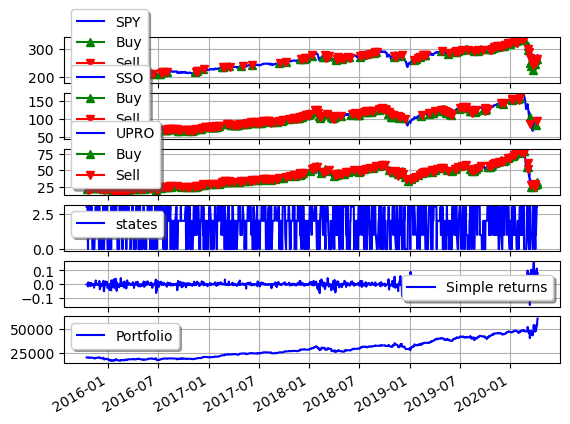 SPY
Buy
Sell
300
200
SSO
Buy
Sell
150
100
50
UPRO
Buy
Sell
75
50
25
states
2.5
0.0
Simple returns
0.1
0.0
−0.1
Portfolio
50000
25000
2016-01
2016-07
2017-01
2017-07
2018-01
2018-07
2019-01
2019-07
2020-01